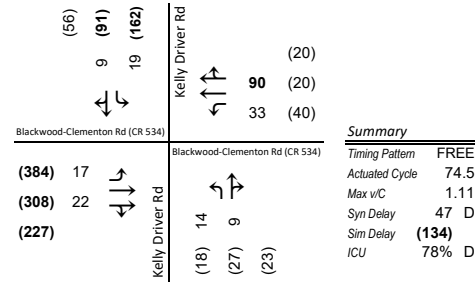 (56) (91) (162)
9 19
Kelly Driver Rd
(20)
90 (20)
33 (40)
Blackwood-Clementon Rd (CR 534)
Blackwood-Clementon Rd (CR 534)
(384) 17
(308) 22
(227)
Kelly Driver Rd
14 9
(18) (27) (23)
Summary
Timing Pattern FREE
Actuated Cycle 74.5
Max v/C 1.11
Syn Delay 47 D
Sim Delay (134)
ICU 78% D